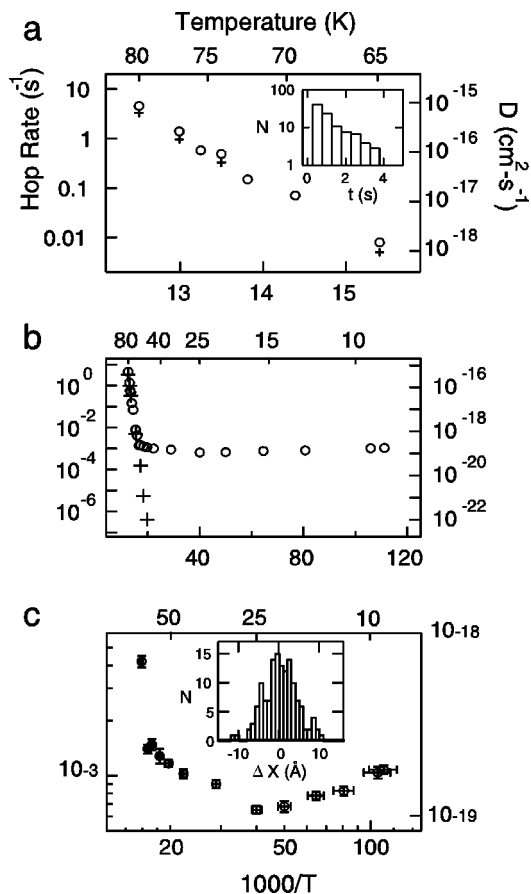 a
Temperature (K)
80 75 70 65
Hop Rate (s⁻¹)
10
1
0.1
0.01
10⁻¹⁵
10⁻¹⁶
10⁻¹⁷
10⁻¹⁸
D (cm²-s⁻¹)
N
100
10
1
0 2 4
t (s)
13 14 15
b
80 40 25 15 10
10⁰
10⁻²
10⁻⁴
10⁻⁶
10⁻¹⁶
10⁻¹⁸
10⁻²⁰
10⁻²²
40 80 120
c
50 25 10
10⁻¹⁸
10⁻³
10⁻¹⁹
N
15
10
5
0
-10 0 10
Δ X (Å)
20 40 60 80 100
1000/T